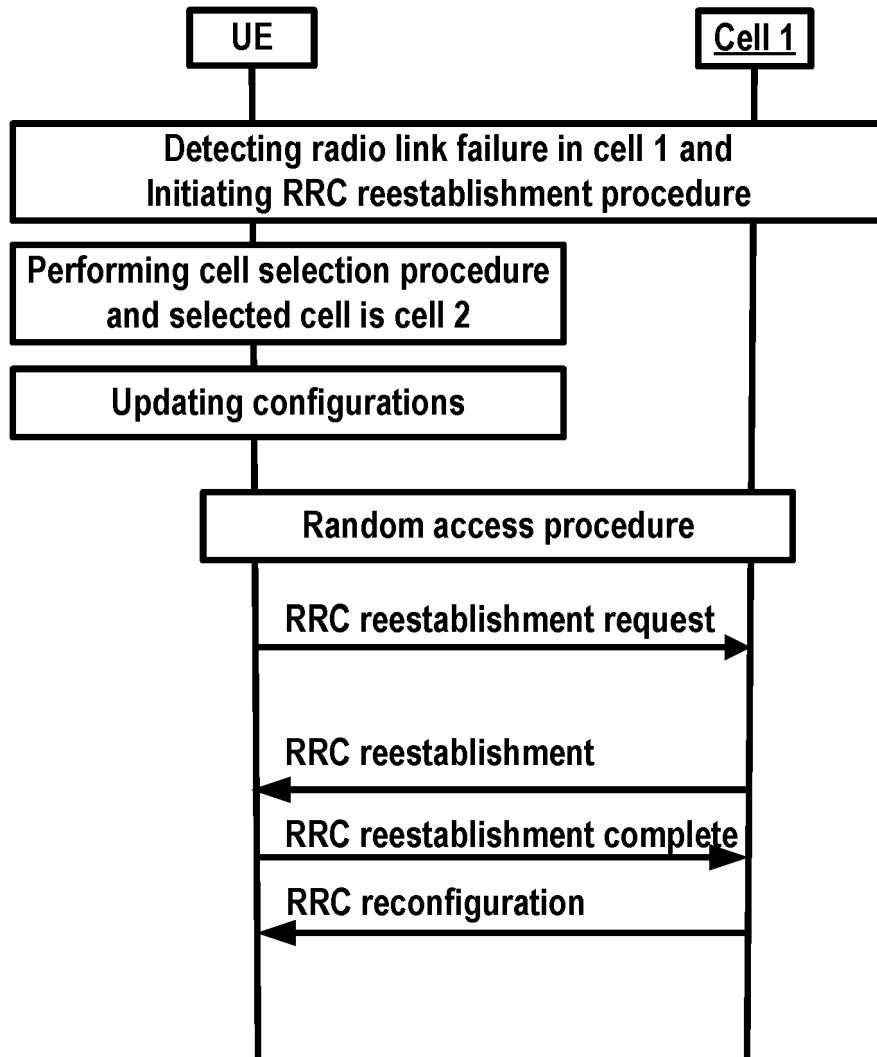 UE
Cell 1
Detecting radio link failure in cell 1 and
Initiating RRC reestablishment procedure
Performing cell selection procedure
and selected cell is cell 2
Updating configurations
Random access procedure
RRC reestablishment request
RRC reestablishment
RRC reestablishment complete
RRC reconfiguration